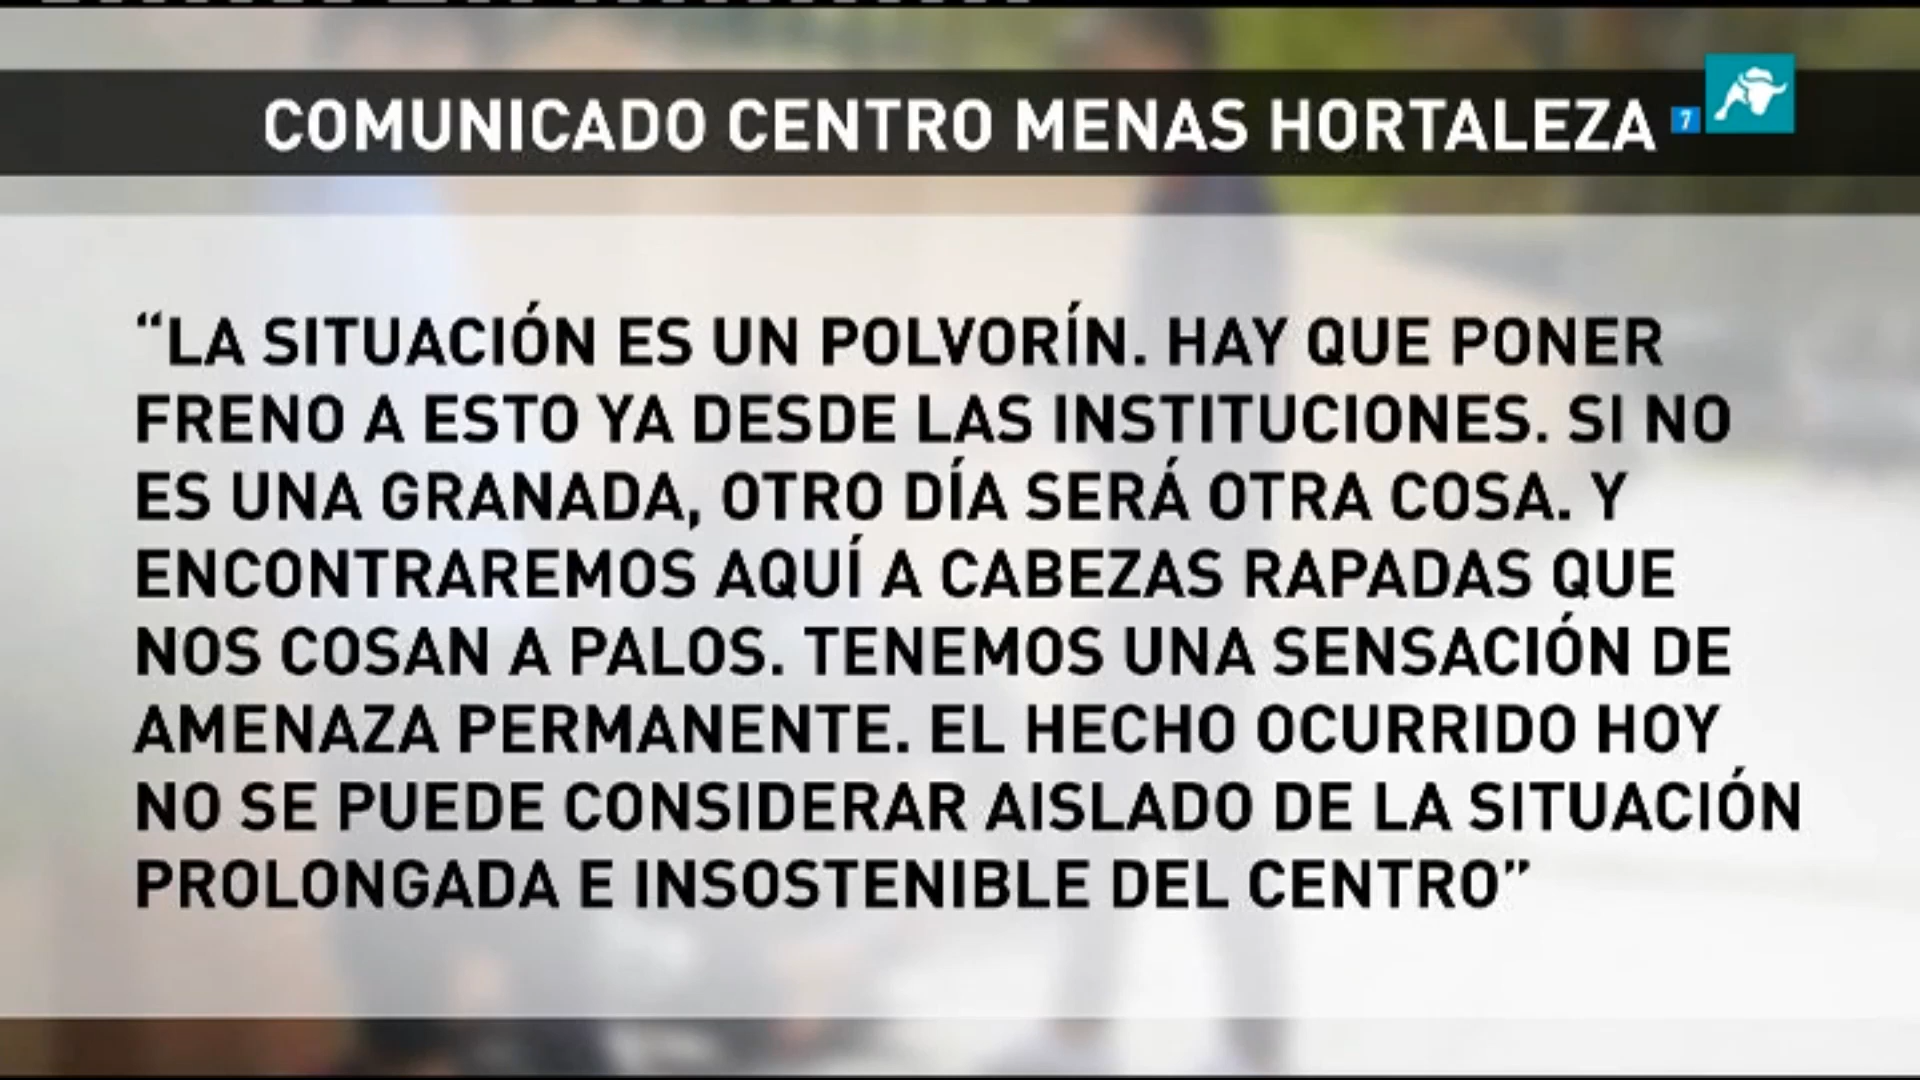 COMUNICADO CENTRO MENAS HORTALEZA
7
“LA SITUACIÓN ES UN POLVORÍN. HAY QUE PONER
FRENO A ESTO YA DESDE LAS INSTITUCIONES. SI NO
ES UNA GRANADA, OTRO DÍA SERÁ OTRA COSA. Y
ENCONTRAREMOS AQUÍ A CABEZAS RAPADAS QUE
NOS COSAN A PALOS. TENEMOS UNA SENSACIÓN DE
AMENAZA PERMANENTE. EL HECHO OCURRIDO HOY
NO SE PUEDE CONSIDERAR AISLADO DE LA SITUACIÓN
PROLONGADA E INSOSTENIBLE DEL CENTRO”